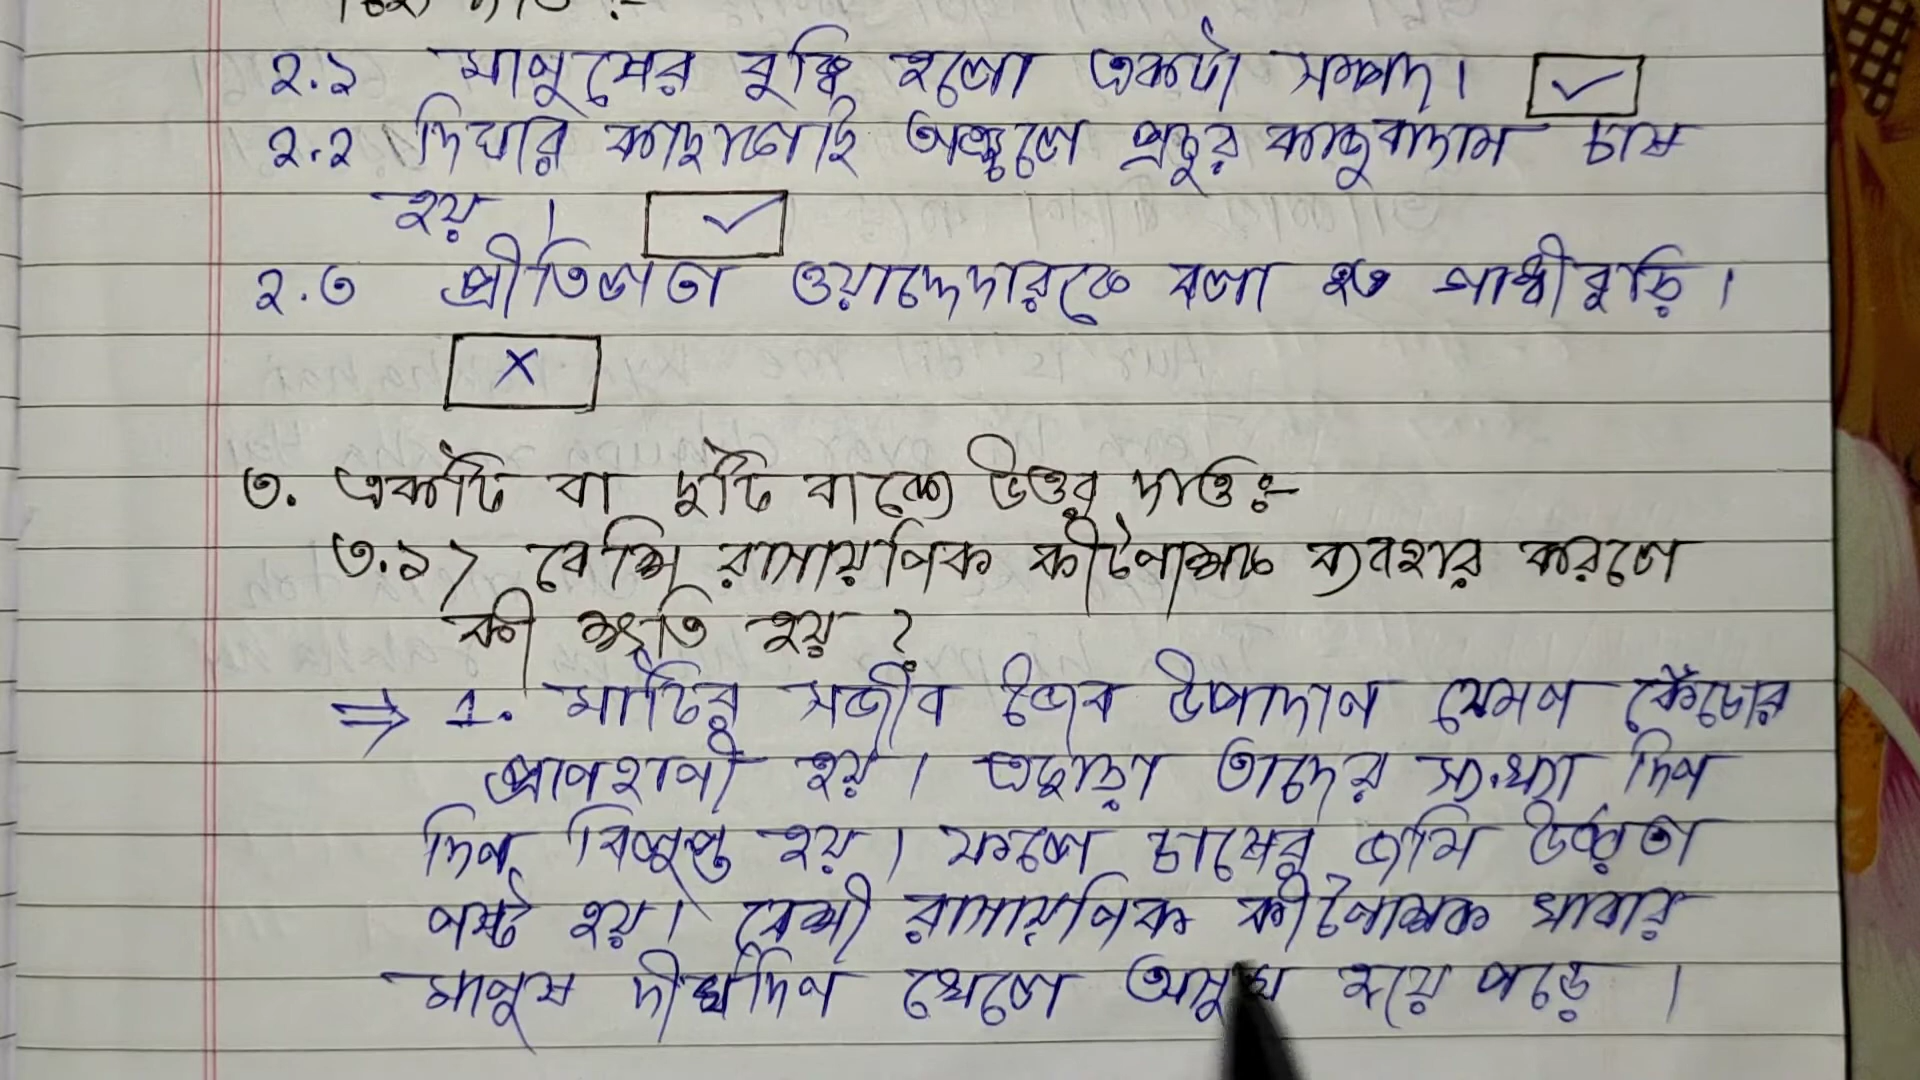 ২.১ মানুষের বুদ্ধি হলো একটা সম্পদ। ✓
২.২ দিঘার কাছাকাছি অঞ্চলে প্রচুর কাজুবাদাম চাষ
হয় । ✓
২.৩ প্রীতিলতা ওয়াদ্দেদারকে বলা হত গান্ধীবুড়ি।
X
৩. একটি বা দুটি বাক্যে উত্তর দাও :-
৩.১> বেশি রাসায়ণিক কীটনাশক ব্যবহার করলে
কী ক্ষতি হয় ?
⇒ 1. মাটির সজীব জৈব উপাদান যেমন কেঁচোর
প্রাণহানী হয়। এছাড়া তাদের সংখ্যা দিন
দিন বিলুপ্ত হয়। ফলে চাষের জমি উর্বরতা
নষ্ট হয়। বেশী রাসায়ণিক কীটনাশক খাবার
মানুষ দীর্ঘদিন খেলে অসুখ হয়ে পড়ে ।